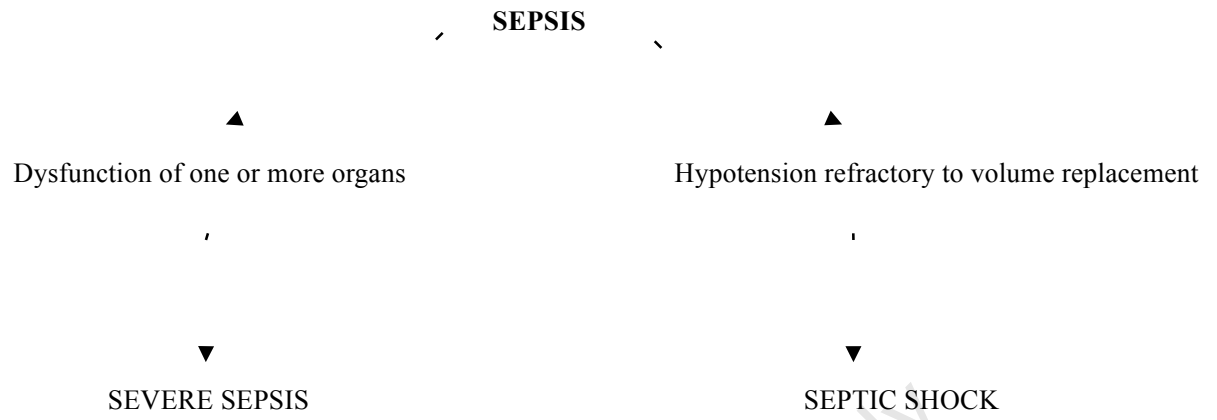 SEPSIS
Dysfunction of one or more organs
Hypotension refractory to volume replacement
SEVERE SEPSIS
SEPTIC SHOCK